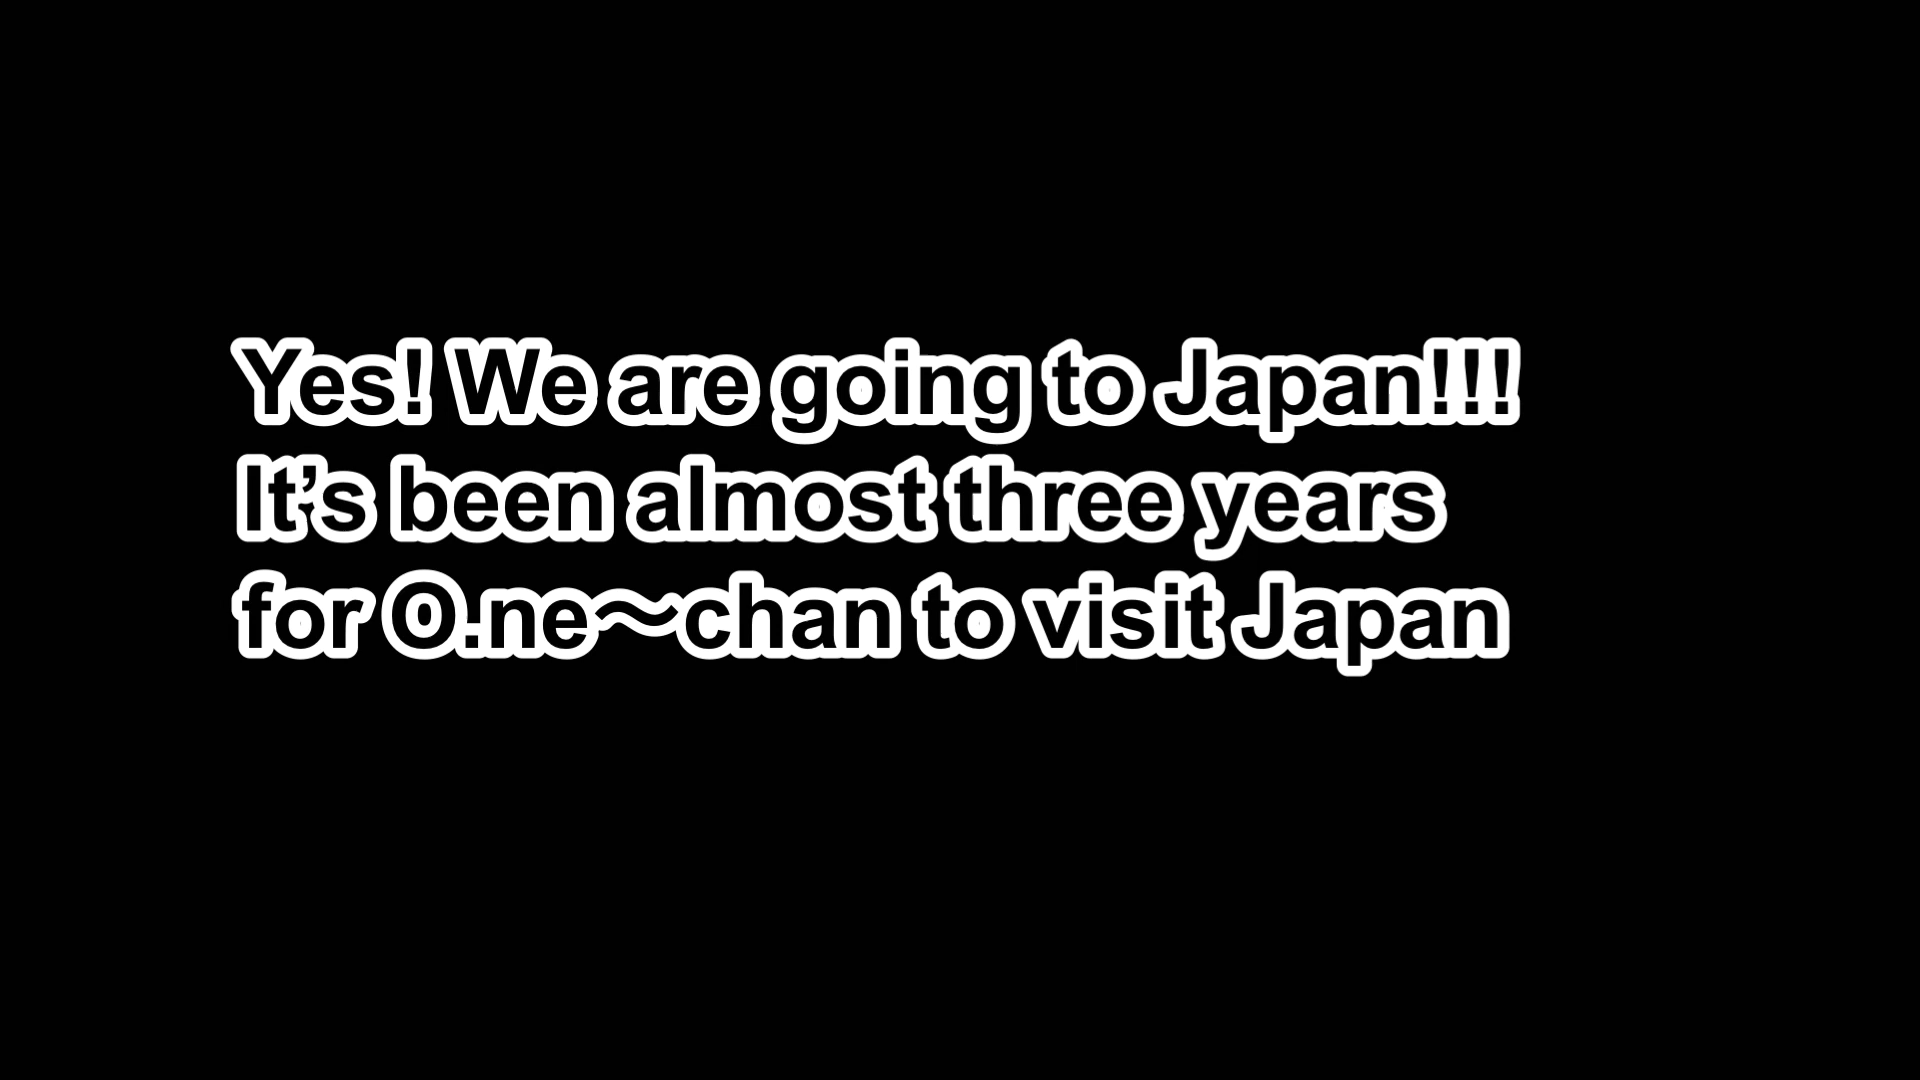 Yes! We are going to Japan!!!
It’s been almost three years
for O.ne〜chan to visit Japan